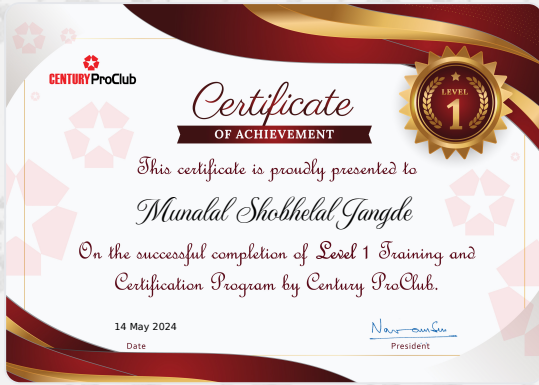 CENTURY ProClub
Certificate
OF ACHIEVEMENT
LEVEL
1
This certificate is proudly presented to
Munalal Shobhelal Jangde
On the successful completion of Level 1 Training and
Certification Program by Century ProClub.
14 May 2024
Date
President